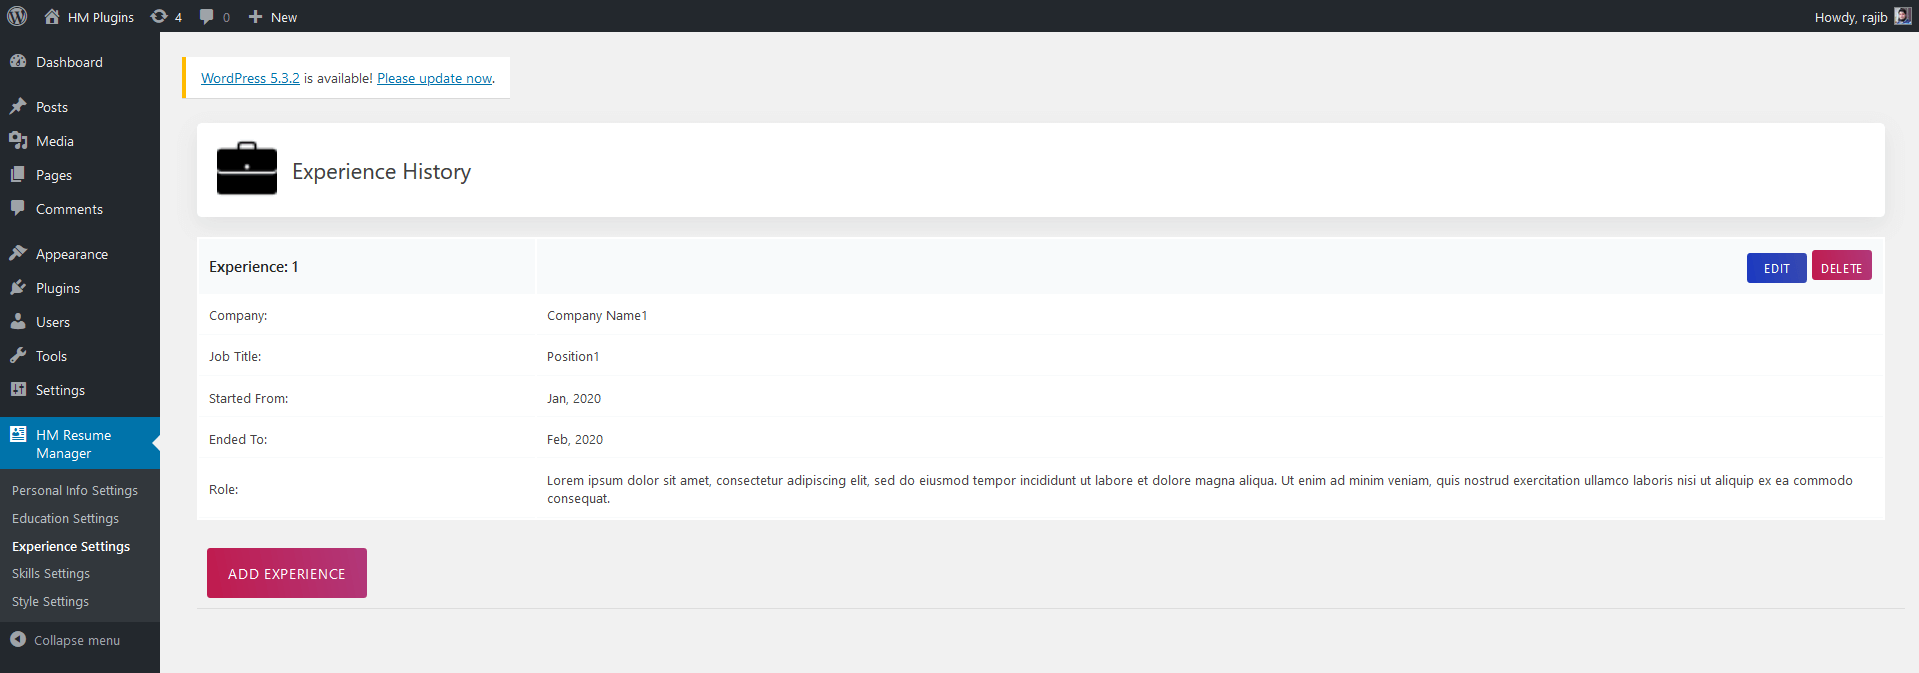 HM Plugins 4 0 New Howdy, rajib
Dashboard
Posts
Media
Pages
Comments
Appearance
Plugins
Users
Tools
Settings
HM Resume
Manager
Personal Info Settings
Education Settings
Experience Settings
Skills Settings
Style Settings
Collapse menu
WordPress 5.3.2 is available! Please update now.
Experience History
Experience: 1 EDIT DELETE
Company: Company Name1
Job Title: Position1
Started From: Jan, 2020
Ended To: Feb, 2020
Role: Lorem ipsum dolor sit amet, consectetur adipiscing elit, sed do eiusmod tempor incididunt ut labore et dolore magna aliqua. Ut enim ad minim veniam, quis nostrud exercitation ullamco laboris nisi ut aliquip ex ea commodo
consequat.
ADD EXPERIENCE